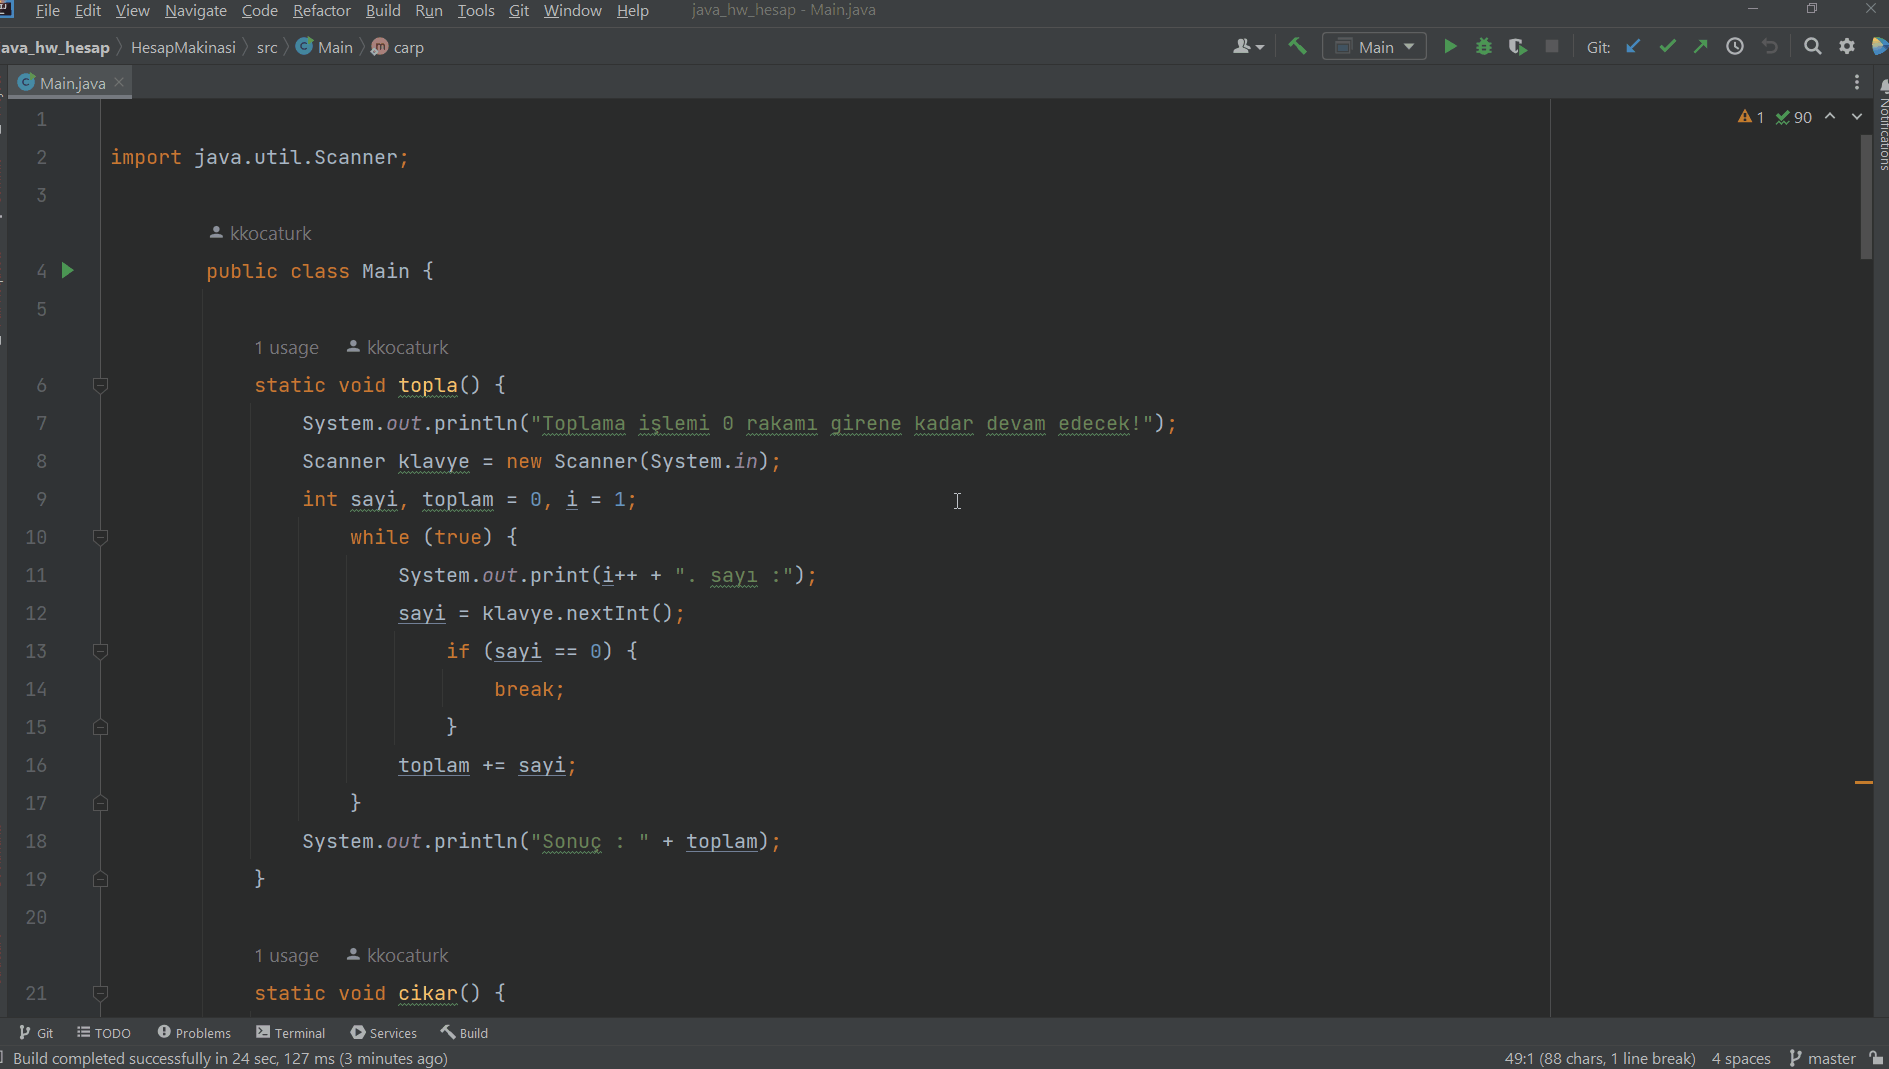 File Edit View Navigate Code Refactor Build Run Tools Git Window Help java_hw_hesap - Main.java
ava_hw_hesap HesapMakinasi src Main carp Main Git:
Main.java
1 90
Notifications
1
2 import java.util.Scanner;
3
kkocaturk
4 public class Main {
5
1 usage kkocaturk
6 static void topla() {
7 System.out.println("Toplama işlemi 0 rakamı girene kadar devam edecek!");
8 Scanner klavye = new Scanner(System.in);
9 int sayi, toplam = 0, i = 1;
10 while (true) {
11 System.out.print(i++ + ". sayı :");
12 sayi = klavye.nextInt();
13 if (sayi == 0) {
14 break;
15 }
16 toplam += sayi;
17 }
18 System.out.println("Sonuç : " + toplam);
19 }
20
1 usage kkocaturk
21 static void cikar() {
Git TODO Problems Terminal Services Build
Build completed successfully in 24 sec, 127 ms (3 minutes ago) 49:1 (88 chars, 1 line break) 4 spaces master